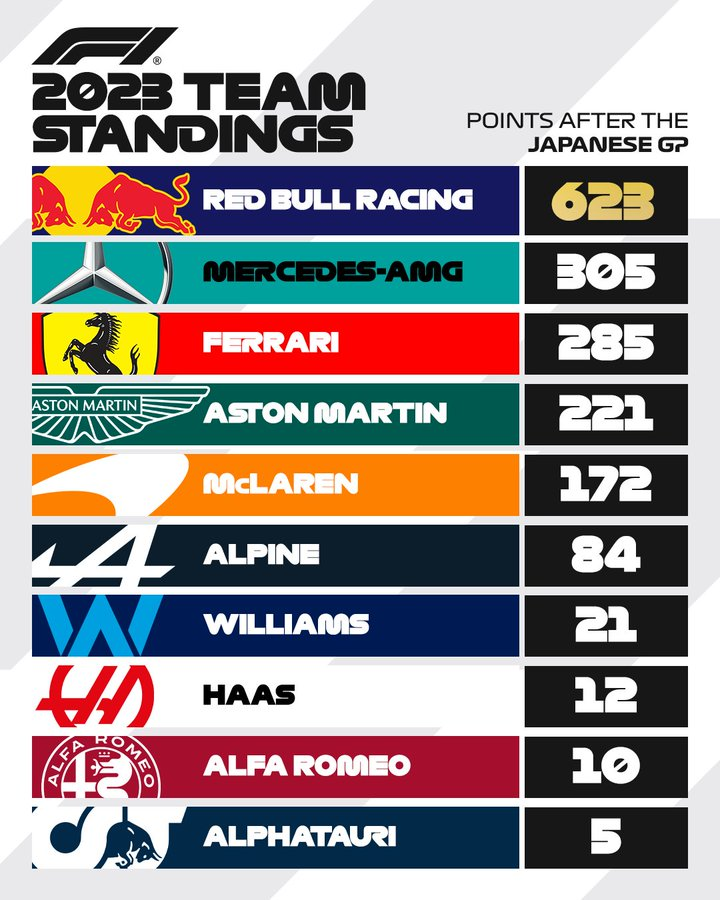 F1®
2023 TEAM
STANDINGS
POINTS AFTER THE
JAPANESE GP
RED BULL RACING 623
MERCEDES-AMG 305
FERRARI 285
ASTON MARTIN ASTON MARTIN 221
McLAREN 172
ALPINE 84
WILLIAMS 21
HAAS 12
ALFA ROMEO ALFA ROMEO 10
ALPHATAURI 5